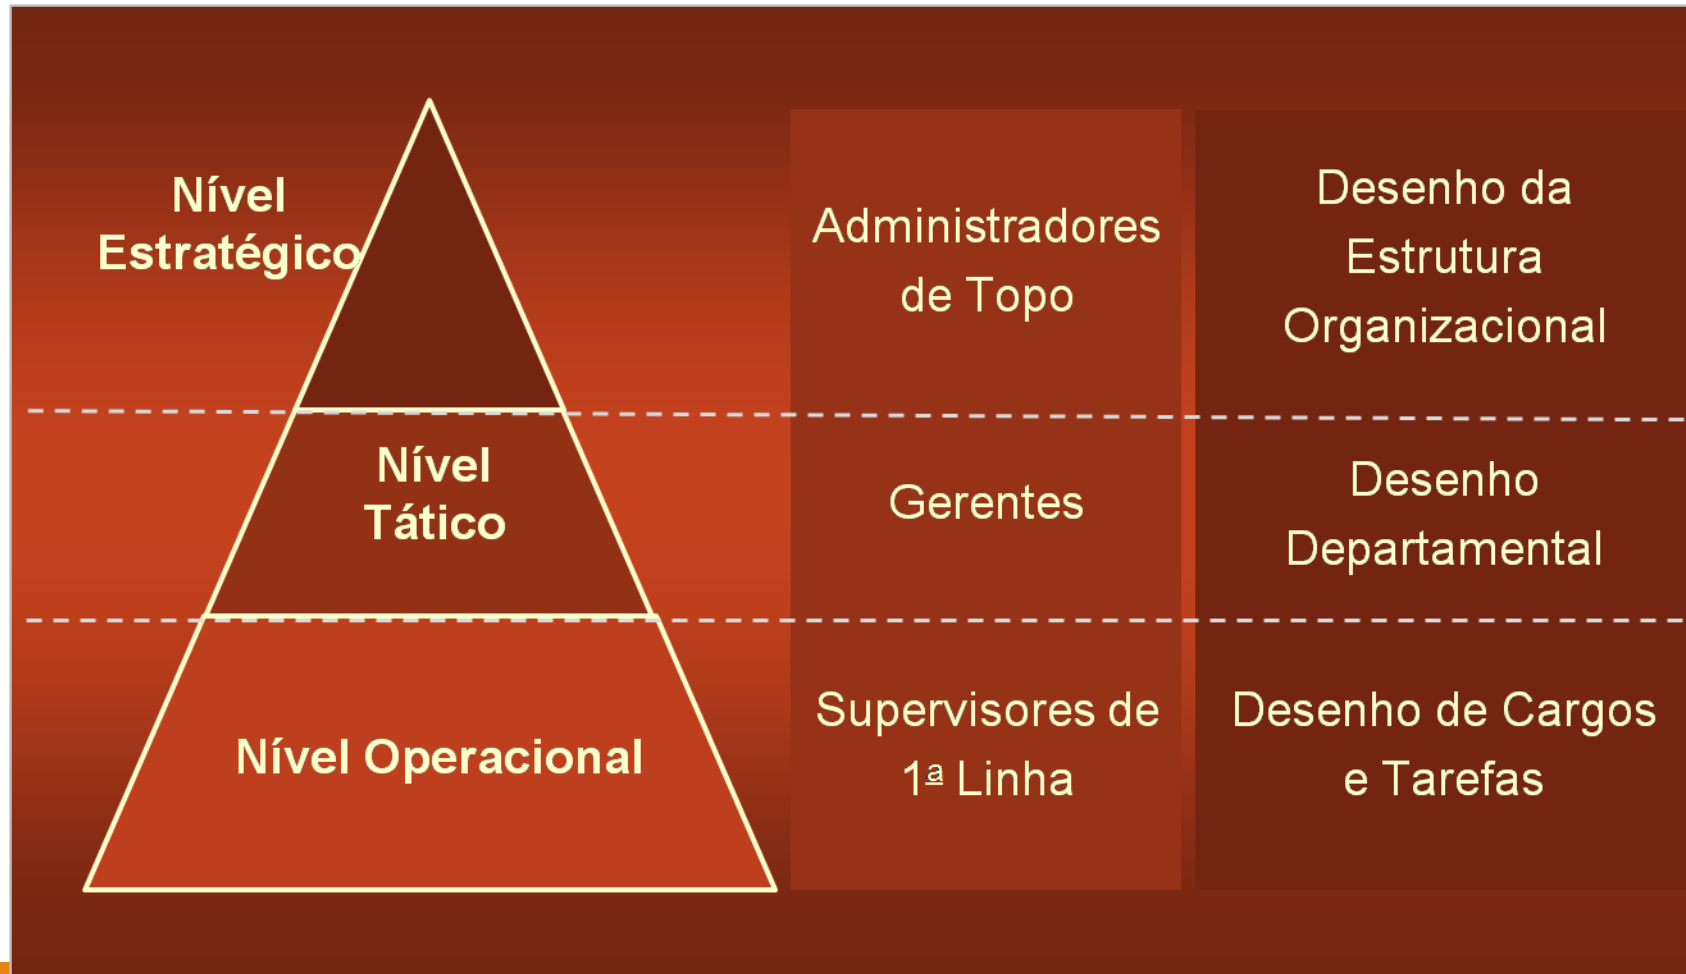 Nível
Estratégico
Administradores
de Topo
Desenho da
Estrutura
Organizacional
Nível
Tático
Gerentes
Desenho
Departamental
Nível Operacional
Supervisores de
1ª Linha
Desenho de Cargos
e Tarefas